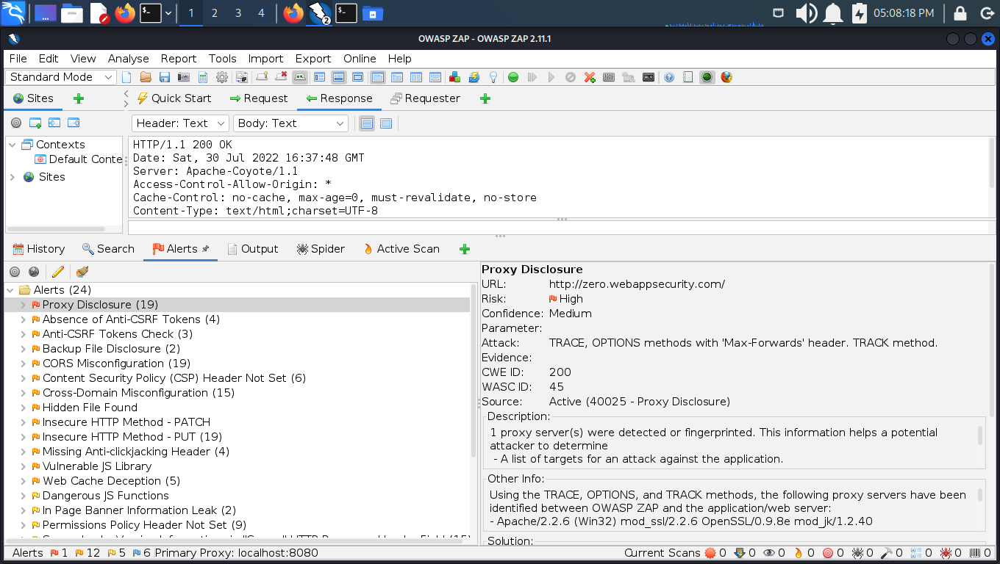 1 2 3 4
2
05:08:18 PM
OWASP ZAP - OWASP ZAP 2.11.1
File Edit View Analyse Report Tools Import Export Online Help
Standard Mode
Sites
Quick Start Request Response Requester
Header: Text Body: Text
Contexts
Default Conte
Sites
HTTP/1.1 200 OK
Date: Sat, 30 Jul 2022 16:37:48 GMT
Server: Apache-Coyote/1.1
Access-Control-Allow-Origin: *
Cache-Control: no-cache, max-age=0, must-revalidate, no-store
Content-Type: text/html;charset=UTF-8
History Search Alerts Output Spider Active Scan
Alerts (24)
Proxy Disclosure (19)
Absence of Anti-CSRF Tokens (4)
Anti-CSRF Tokens Check (3)
Backup File Disclosure (2)
CORS Misconfiguration (19)
Content Security Policy (CSP) Header Not Set (6)
Cross-Domain Misconfiguration (15)
Hidden File Found
Insecure HTTP Method - PATCH
Insecure HTTP Method - PUT (19)
Missing Anti-clickjacking Header (4)
Vulnerable JS Library
Web Cache Deception (5)
Dangerous JS Functions
In Page Banner Information Leak (2)
Permissions Policy Header Not Set (9)
Proxy Disclosure
URL: http://zero.webappsecurity.com/
Risk: High
Confidence: Medium
Parameter:
Attack: TRACE, OPTIONS methods with 'Max-Forwards' header. TRACK method.
Evidence:
CWE ID: 200
WASC ID: 45
Source: Active (40025 - Proxy Disclosure)
Description:
1 proxy server(s) were detected or fingerprinted. This information helps a potential
attacker to determine
- A list of targets for an attack against the application.
Other Info:
Using the TRACE, OPTIONS, and TRACK methods, the following proxy servers have been
identified between OWASP ZAP and the application/web server:
- Apache/2.2.6 (Win32) mod_ssl/2.2.6 OpenSSL/0.9.8e mod_jk/1.2.40
Solution:
Alerts 1 12 5 6 Primary Proxy: localhost:8080
Current Scans 0 0 0 0 0 0 0 0 0 0